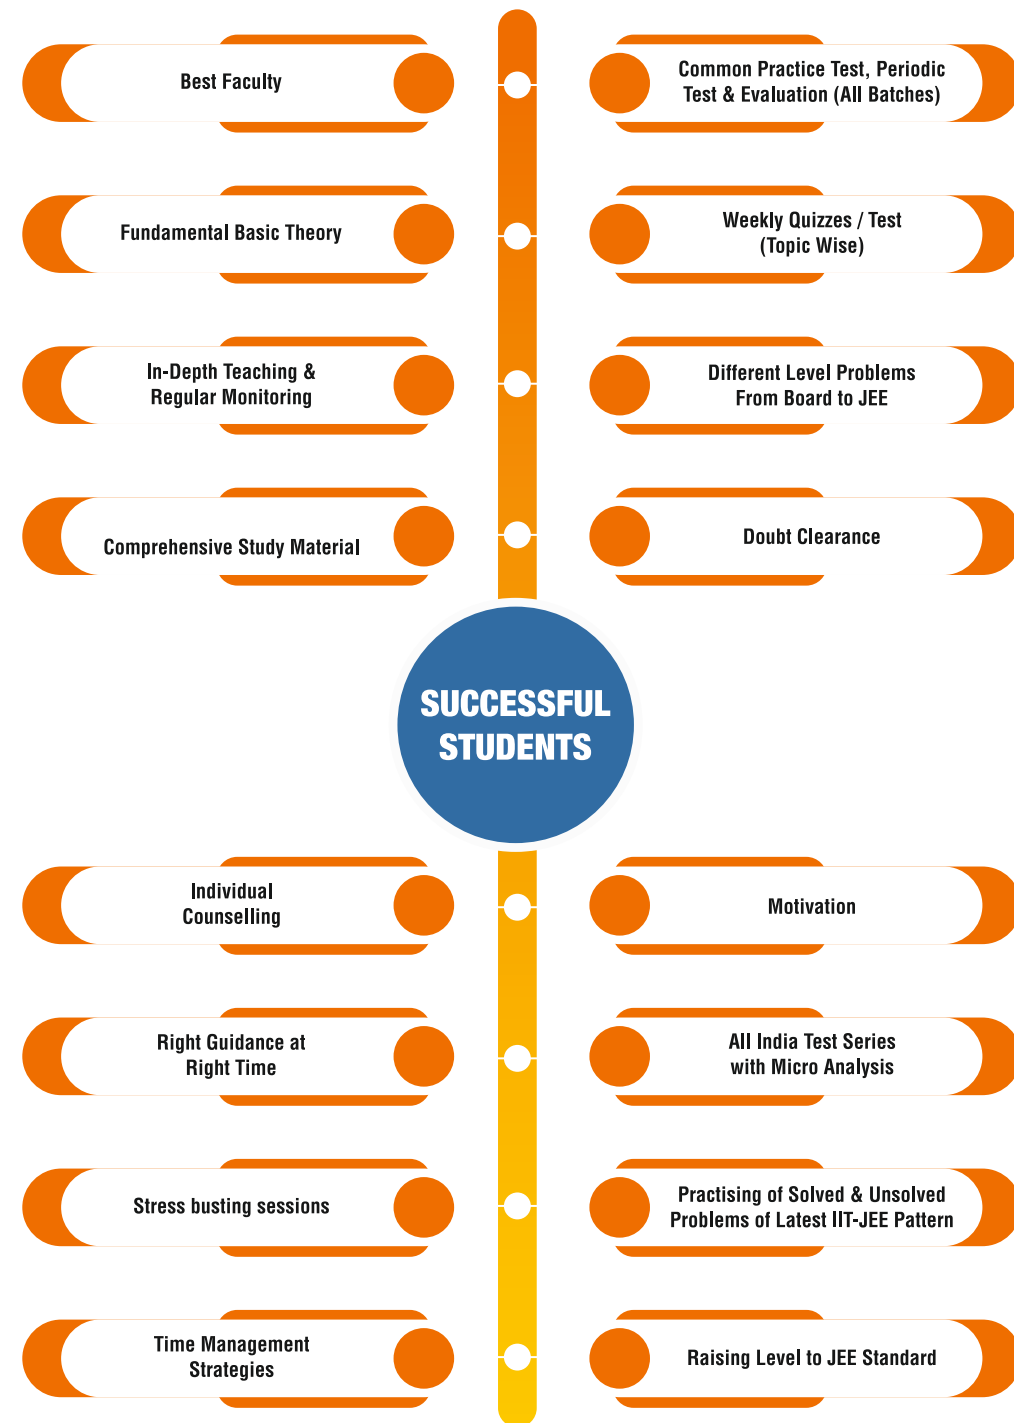 Best Faculty
Common Practice Test, Periodic
Test & Evaluation (All Batches)
Fundamental Basic Theory
Weekly Quizzes / Test
(Topic Wise)
In-Depth Teaching &
Regular Monitoring
Different Level Problems
From Board to JEE
Comprehensive Study Material
Doubt Clearance
SUCCESSFUL
STUDENTS
Individual
Counselling
Motivation
Right Guidance at
Right Time
All India Test Series
with Micro Analysis
Stress busting sessions
Practising of Solved & Unsolved
Problems of Latest IIT-JEE Pattern
Time Management
Strategies
Raising Level to JEE Standard